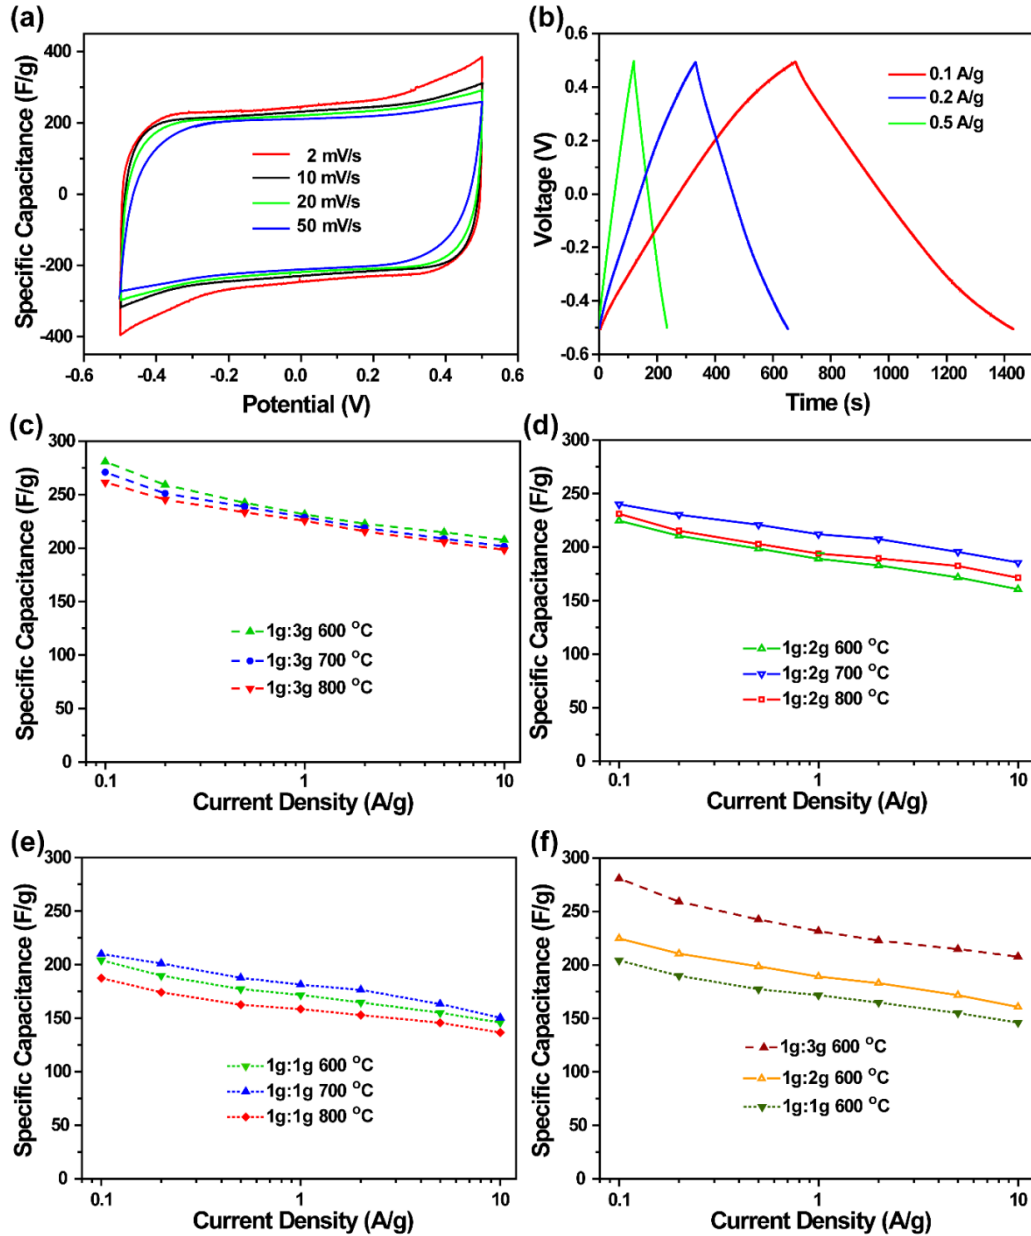 (a)
Specific Capacitance (F/g)
400
200
0
-200
-400
2 mV/s
10 mV/s
20 mV/s
50 mV/s
-0.6 -0.4 -0.2 0.0 0.2 0.4 0.6
Potential (V)
(b)
Voltage (V)
0.6
0.4
0.2
0.0
-0.2
-0.4
-0.6
0.1 A/g
0.2 A/g
0.5 A/g
0 200 400 600 800 1000 1200 1400
Time (s)
(c)
Specific Capacitance (F/g)
300
250
200
150
100
50
0
1g:3g 600 °C
1g:3g 700 °C
1g:3g 800 °C
0.1 1 10
Current Density (A/g)
(d)
Specific Capacitance (F/g)
300
250
200
150
100
50
0
1g:2g 600 °C
1g:2g 700 °C
1g:2g 800 °C
0.1 1 10
Current Density (A/g)
(e)
Specific Capacitance (F/g)
300
250
200
150
100
50
0
1g:1g 600 °C
1g:1g 700 °C
1g:1g 800 °C
0.1 1 10
Current Density (A/g)
(f)
Specific Capacitance (F/g)
300
250
200
150
100
50
0
1g:3g 600 °C
1g:2g 600 °C
1g:1g 600 °C
0.1 1 10
Current Density (A/g)